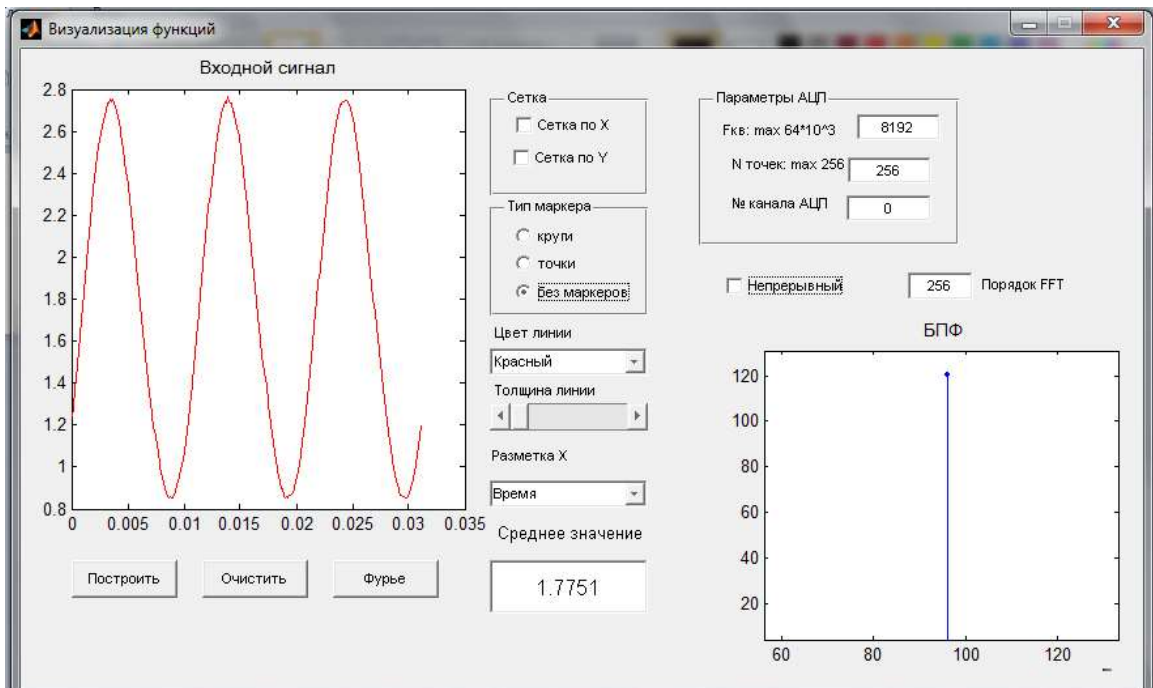 Визуализация функций
Входной сигнал
2.8
2.6
2.4
2.2
2
1.8
1.6
1.4
1.2
1
0.8
0 0.005 0.01 0.015 0.02 0.025 0.03 0.035
Построить Очистить Фурье
Сетка
Сетка по X
Сетка по Y
Тип маркера
круги
точки
без маркеров
Цвет линии
Красный
Толщина линии
Разметка X
Время
Среднее значение
1.7751
Параметры АЦП
Fкв: max 64*10^3 8192
N точек: max 256 256
№ канала АЦП 0
Непрерывный 256 Порядок FFT
БПФ
120
100
80
60
40
20
60 80 100 120